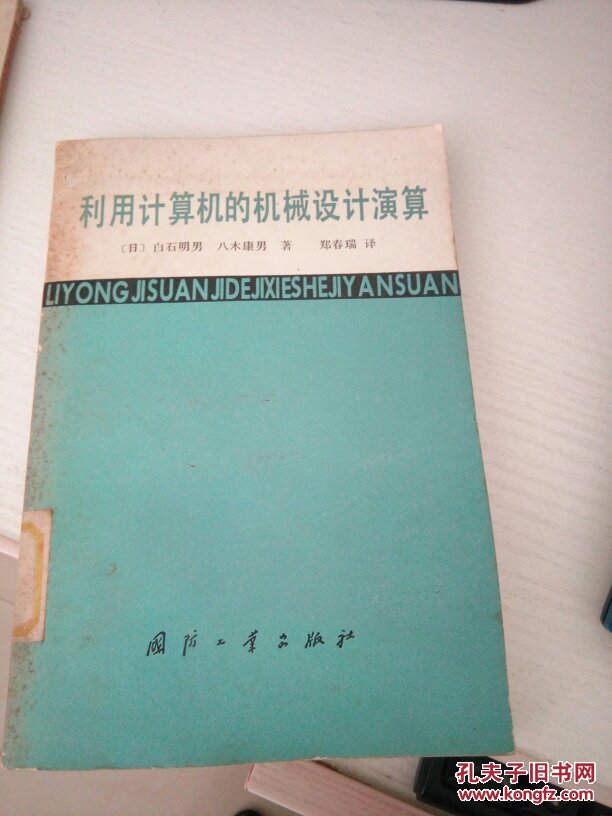 利用计算机的机械设计演算
〔日〕白石明男 八木康男 著 郑春瑞 译
LIYONGJISUANJIDEJIXIESHEJIYANSUAN
國防工業出版社
孔夫子旧书网
www.kongfz.com